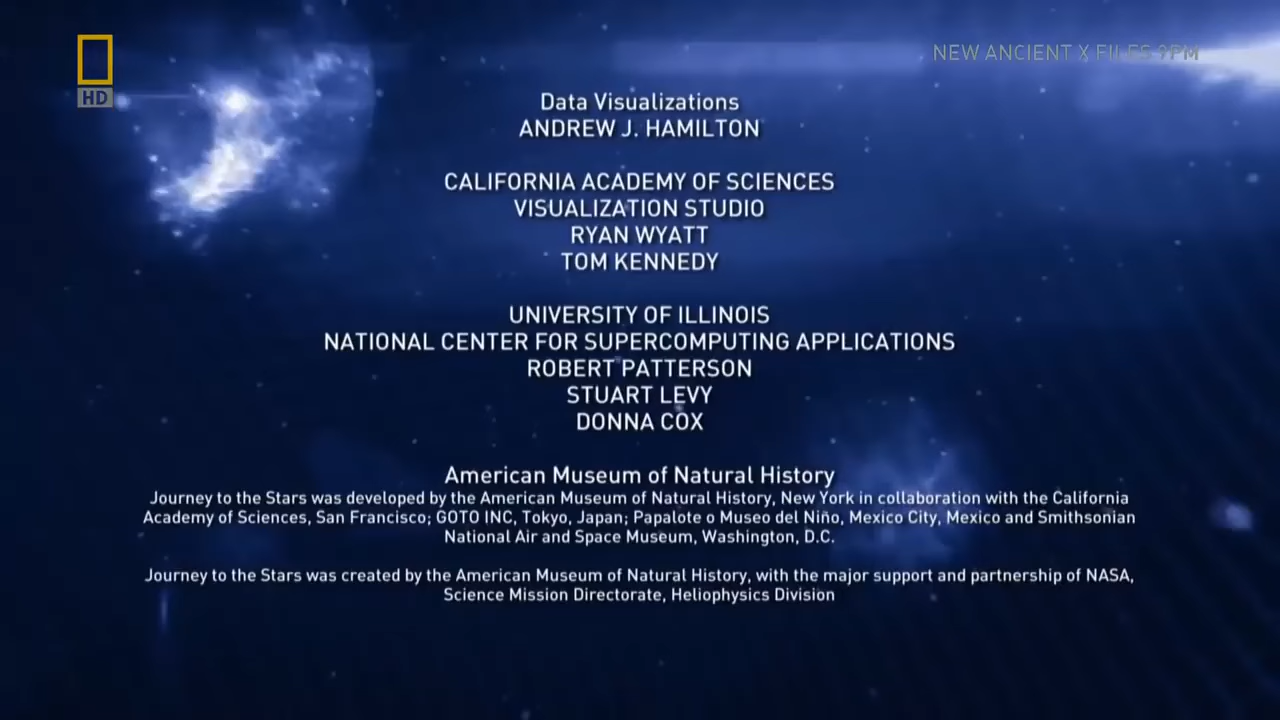 NEW ANCIENT X FILES 9PM
HD
Data Visualizations
ANDREW J. HAMILTON
CALIFORNIA ACADEMY OF SCIENCES
VISUALIZATION STUDIO
RYAN WYATT
TOM KENNEDY
UNIVERSITY OF ILLINOIS
NATIONAL CENTER FOR SUPERCOMPUTING APPLICATIONS
ROBERT PATTERSON
STUART LEVY
DONNA COX
American Museum of Natural History
Journey to the Stars was developed by the American Museum of Natural History, New York in collaboration with the California
Academy of Sciences, San Francisco; GOTO INC, Tokyo, Japan; Papalote o Museo del Niño, Mexico City, Mexico and Smithsonian
National Air and Space Museum, Washington, D.C.
Journey to the Stars was created by the American Museum of Natural History, with the major support and partnership of NASA,
Science Mission Directorate, Heliophysics Division